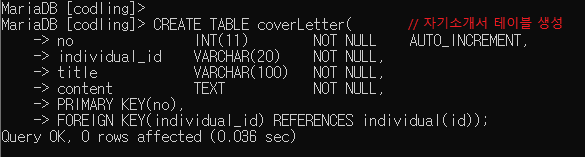 MariaDB [codling]>
MariaDB [codling]> CREATE TABLE coverLetter( // 자기소개서 테이블 생성
-> no INT(11) NOT NULL AUTO_INCREMENT,
-> individual_id VARCHAR(20) NOT NULL,
-> title VARCHAR(100) NOT NULL,
-> content TEXT NOT NULL,
-> PRIMARY KEY(no),
-> FOREIGN KEY(individual_id) REFERENCES individual(id));
Query OK, 0 rows affected (0.036 sec)